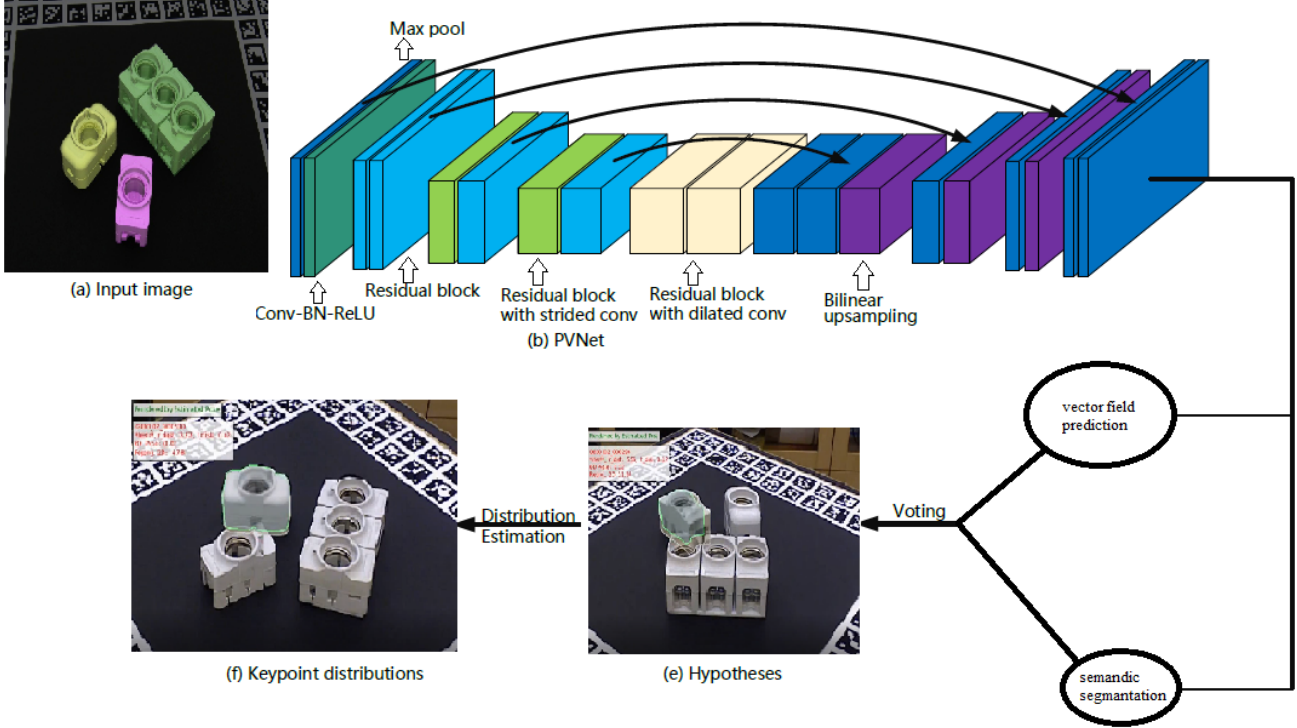 Max pool
(a) Input image
Conv-BN-ReLU
Residual block
Residual block
with strided conv
Residual block
with dilated conv
Bilinear
upsampling
(b) PVNet
vector field
prediction
Voting
Distribution
Estimation
semandic
segmantation
(f) Keypoint distributions
(e) Hypotheses